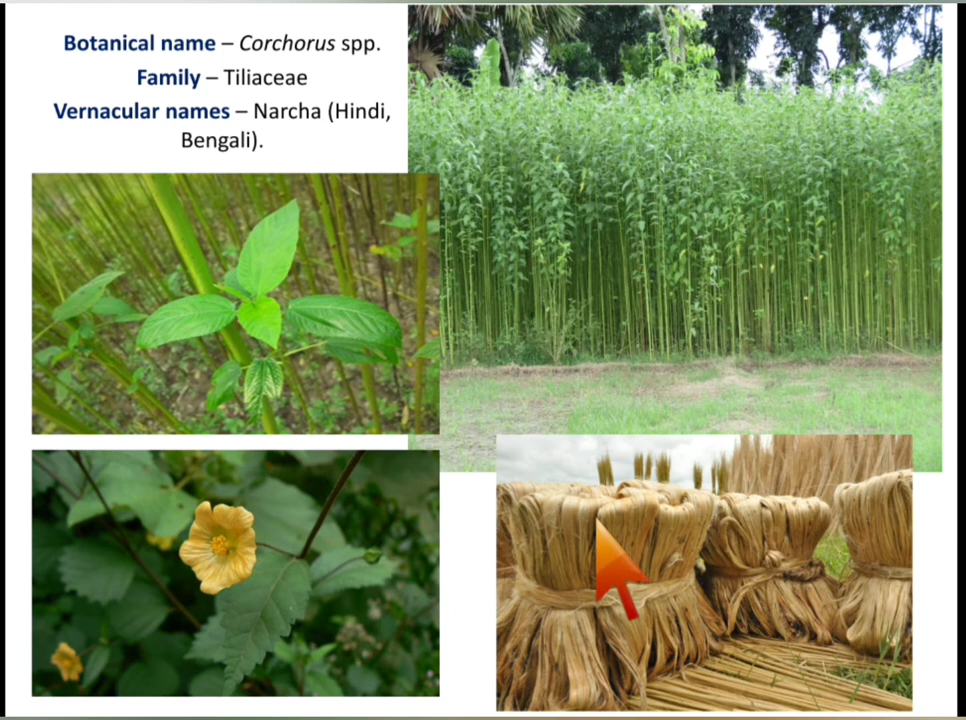 Botanical name – Corchorus spp.
Family – Tiliaceae
Vernacular names – Narcha (Hindi,
Bengali).